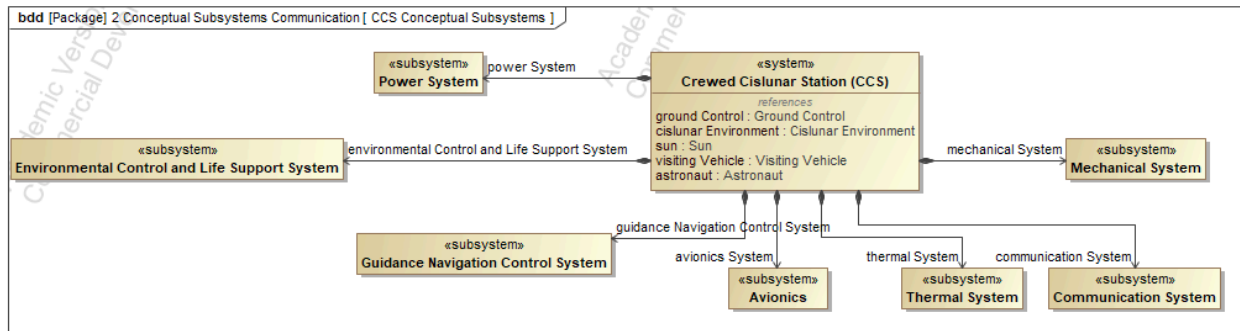 bdd [Package] 2 Conceptual Subsystems Communication [ CCS Conceptual Subsystems ]
«subsystem»
Power System
power System
«system»
Crewed Cislunar Station (CCS)
references
ground Control : Ground Control
cislunar Environment : Cislunar Environment
sun : Sun
visiting Vehicle : Visiting Vehicle
astronaut : Astronaut
«subsystem»
Environmental Control and Life Support System
environmental Control and Life Support System
mechanical System
«subsystem»
Mechanical System
guidance Navigation Control System
«subsystem»
Guidance Navigation Control System
avionics System
«subsystem»
Avionics
thermal System
«subsystem»
Thermal System
communication System
«subsystem»
Communication System